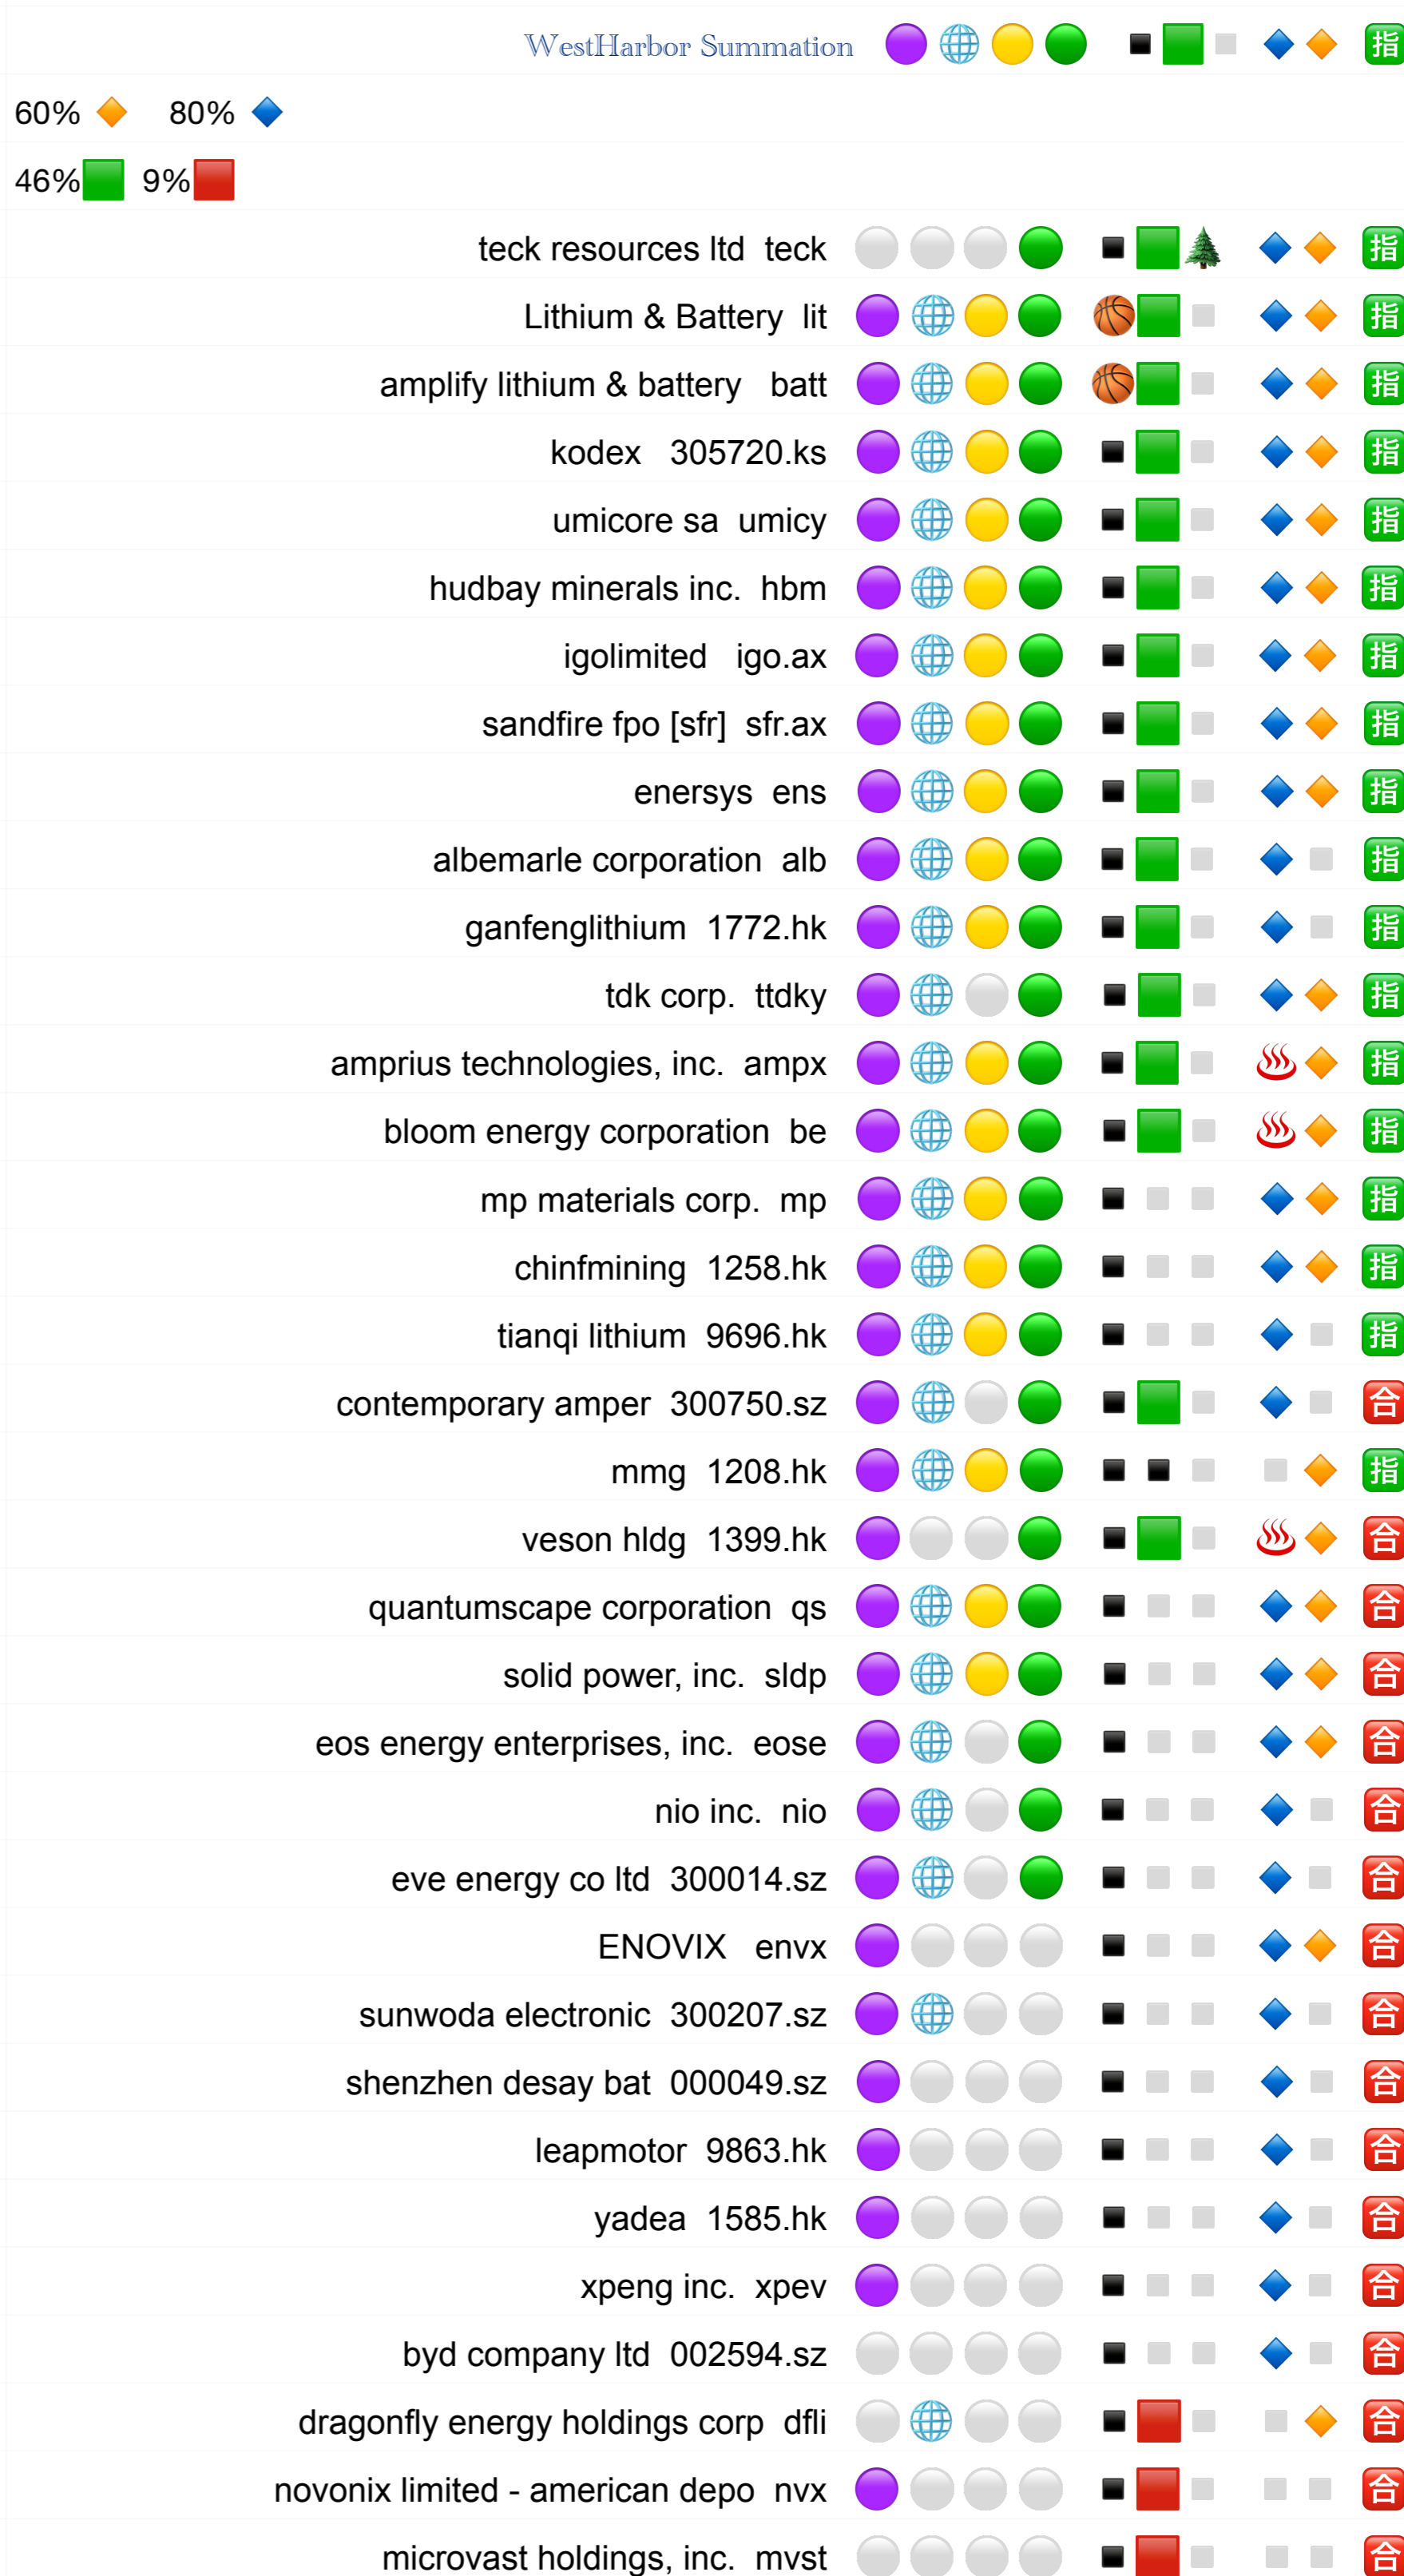 WestHarbor Summation 指
60% 80%
46% 9%
teck resources ltd teck 指
Lithium & Battery lit 指
amplify lithium & battery batt 指
kodex 305720.ks 指
umicore sa umicy 指
hudbay minerals inc. hbm 指
igolimited igo.ax 指
sandfire fpo [sfr] sfr.ax 指
enersys ens 指
albemarle corporation alb 指
ganfenglithium 1772.hk 指
tdk corp. ttdky 指
amprius technologies, inc. ampx 指
bloom energy corporation be 指
mp materials corp. mp 指
chinfmining 1258.hk 指
tianqi lithium 9696.hk 指
contemporary amper 300750.sz 合
mmg 1208.hk 指
veson hldg 1399.hk 合
quantumscape corporation qs 合
solid power, inc. sldp 合
eos energy enterprises, inc. eose 合
nio inc. nio 合
eve energy co ltd 300014.sz 合
ENOVIX envx 合
sunwoda electronic 300207.sz 合
shenzhen desay bat 000049.sz 合
leapmotor 9863.hk 合
yadea 1585.hk 合
xpeng inc. xpev 合
byd company ltd 002594.sz 合
dragonfly energy holdings corp dfli 合
novonix limited - american depo nvx 合
microvast holdings, inc. mvst 合